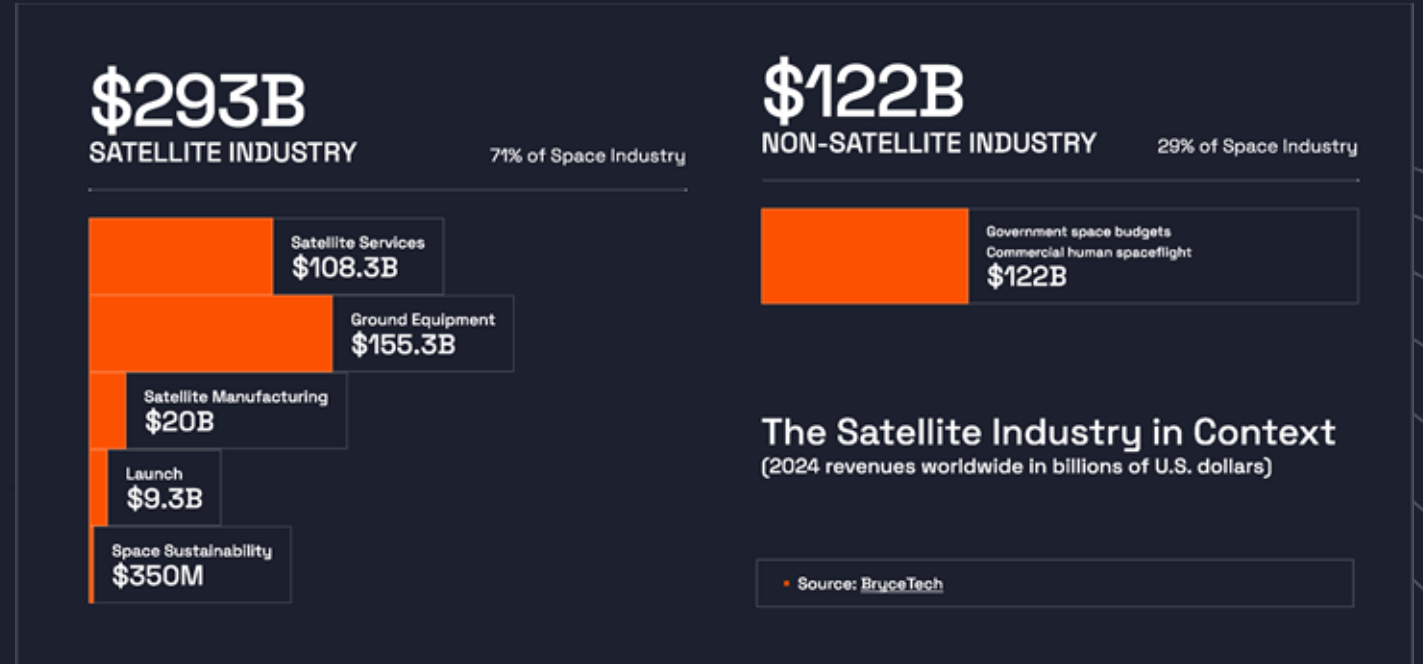 $293B
SATELLITE INDUSTRY
71% of Space Industry
Satellite Services
$108.3B
Ground Equipment
$155.3B
Satellite Manufacturing
$20B
Launch
$9.3B
Space Sustainability
$350M
$122B
NON-SATELLITE INDUSTRY
29% of Space Industry
Government space budgets
Commercial human spaceflight
$122B
The Satellite Industry in Context
(2024 revenues worldwide in billions of U.S. dollars)
Source: BryceTech